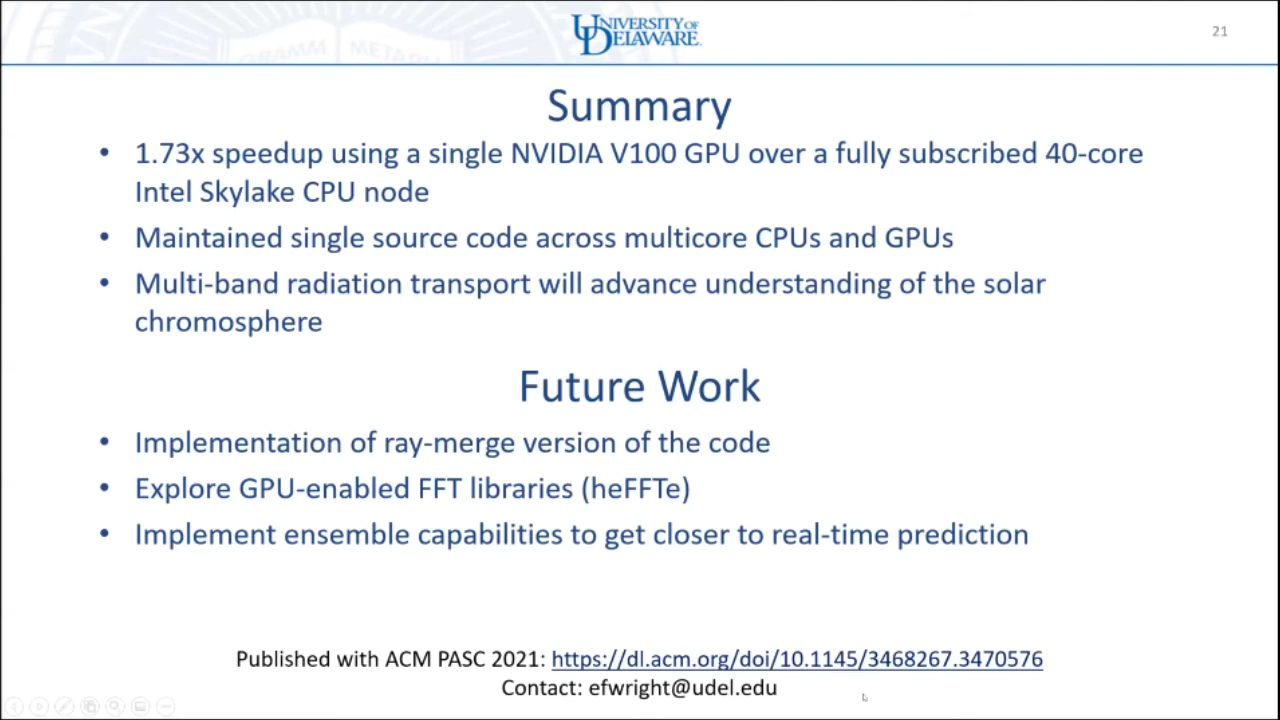 GRAMM METARU
UNIVERSITY OF
DELAWARE.
21
Summary
• 1.73x speedup using a single NVIDIA V100 GPU over a fully subscribed 40-core
Intel Skylake CPU node
• Maintained single source code across multicore CPUs and GPUs
• Multi-band radiation transport will advance understanding of the solar
chromosphere
Future Work
• Implementation of ray-merge version of the code
• Explore GPU-enabled FFT libraries (heFFTe)
• Implement ensemble capabilities to get closer to real-time prediction
Published with ACM PASC 2021: https://dl.acm.org/doi/10.1145/3468267.3470576
Contact: efwright@udel.edu